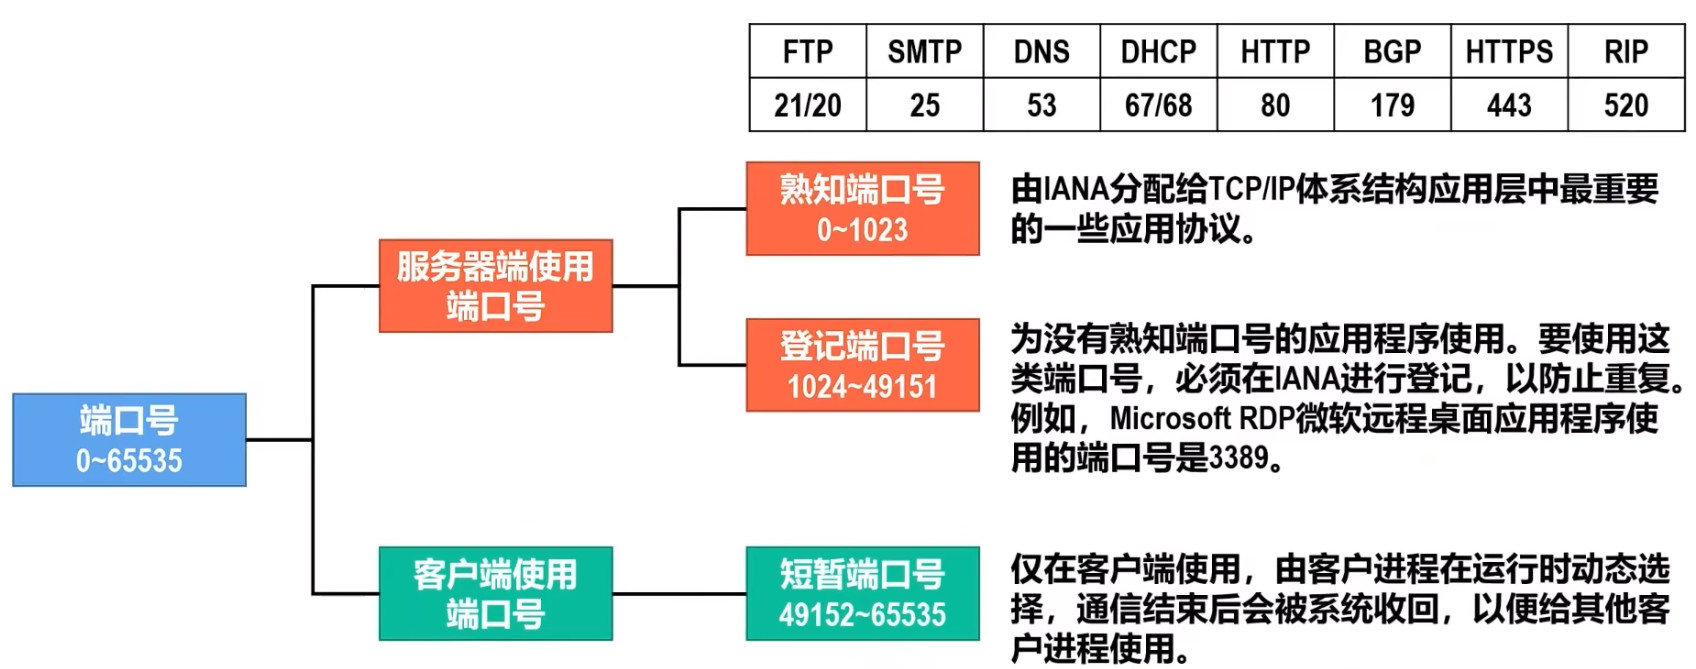 FTP SMTP DNS DHCP HTTP BGP HTTPS RIP
21/20 25 53 67/68 80 179 443 520
熟知端口号
0~1023
由IANA分配给TCP/IP体系结构应用层中最重要
的一些应用协议。
服务器端使用
端口号
登记端口号
1024~49151
为没有熟知端口号的应用程序使用。要使用这
类端口号，必须在IANA进行登记，以防止重复。
例如，Microsoft RDP微软远程桌面应用程序使
用的端口号是3389。
端口号
0~65535
客户端使用
端口号
短暂端口号
49152~65535
仅在客户端使用，由客户进程在运行时动态选
择，通信结束后会被系统收回，以便给其他客
户进程使用。